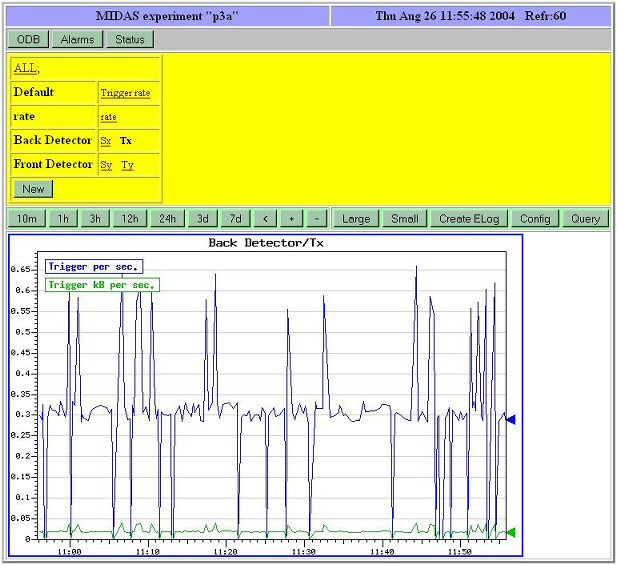 MIDAS experiment "p3a" Thu Aug 26 11:55:48 2004 Refr:60
ODB Alarms Status
ALL;
Default Trigger rate
rate rate
Back Detector Sx Tx
Front Detector Sy Ty
New
10m 1h 3h 12h 24h 3d 7d < + - Large Small Create ELog Config Query
Back Detector/Tx
Trigger per sec.
Trigger kB per sec.
0.65
0.6
0.55
0.5
0.45
0.4
0.35
0.3
0.25
0.2
0.15
0.1
0.05
0
11:00 11:10 11:20 11:30 11:40 11:50